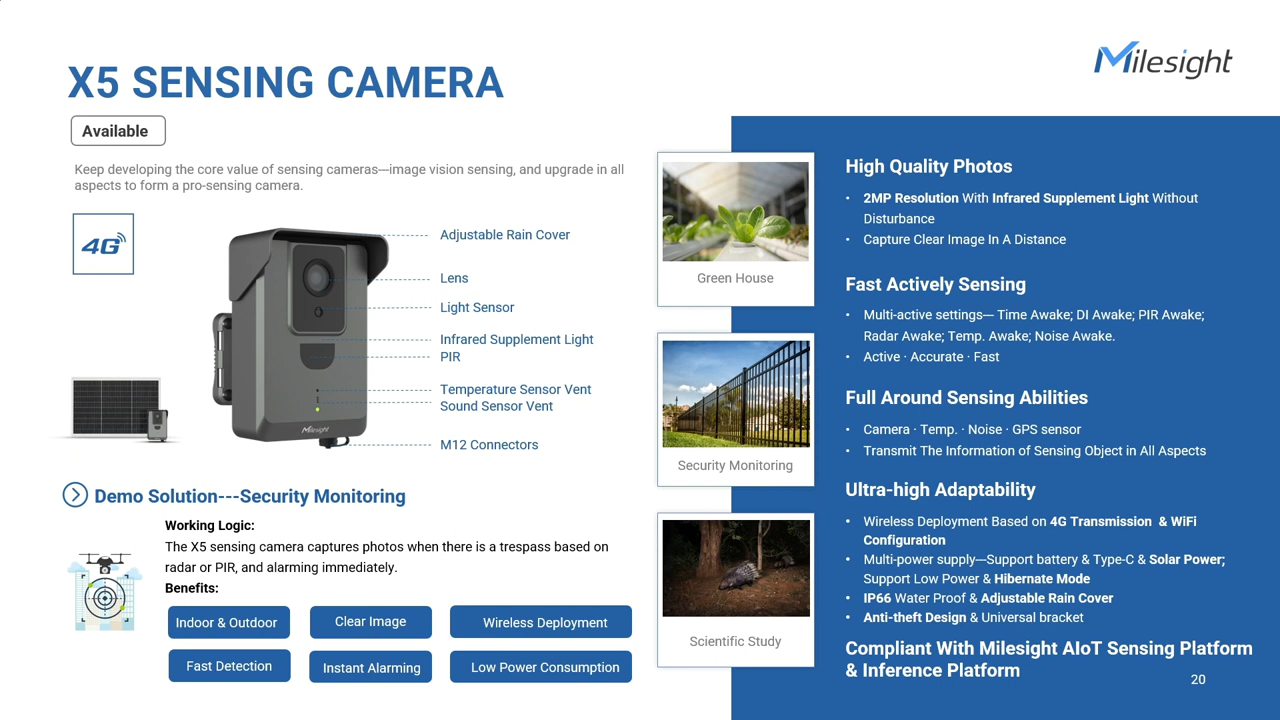 X5 SENSING CAMERA
Milesight
Available
Keep developing the core value of sensing cameras---image vision sensing, and upgrade in all
aspects to form a pro-sensing camera.
4G
Adjustable Rain Cover
Lens
Light Sensor
Infrared Supplement Light
PIR
Temperature Sensor Vent
Sound Sensor Vent
M12 Connectors
Milesight
Demo Solution---Security Monitoring
Working Logic:
The X5 sensing camera captures photos when there is a trespass based on
radar or PIR, and alarming immediately.
Benefits:
Indoor & Outdoor
Clear Image
Wireless Deployment
Fast Detection
Instant Alarming
Low Power Consumption
Green House
Security Monitoring
Scientific Study
High Quality Photos
• 2MP Resolution With Infrared Supplement Light Without
Disturbance
• Capture Clear Image In A Distance
Fast Actively Sensing
• Multi-active settings— Time Awake; DI Awake; PIR Awake;
Radar Awake; Temp. Awake; Noise Awake.
• Active · Accurate · Fast
Full Around Sensing Abilities
• Camera · Temp. · Noise · GPS sensor
• Transmit The Information of Sensing Object in All Aspects
Ultra-high Adaptability
• Wireless Deployment Based on 4G Transmission & WiFi
Configuration
• Multi-power supply—Support battery & Type-C & Solar Power;
Support Low Power & Hibernate Mode
• IP66 Water Proof & Adjustable Rain Cover
• Anti-theft Design & Universal bracket
Compliant With Milesight AIoT Sensing Platform
& Inference Platform
20